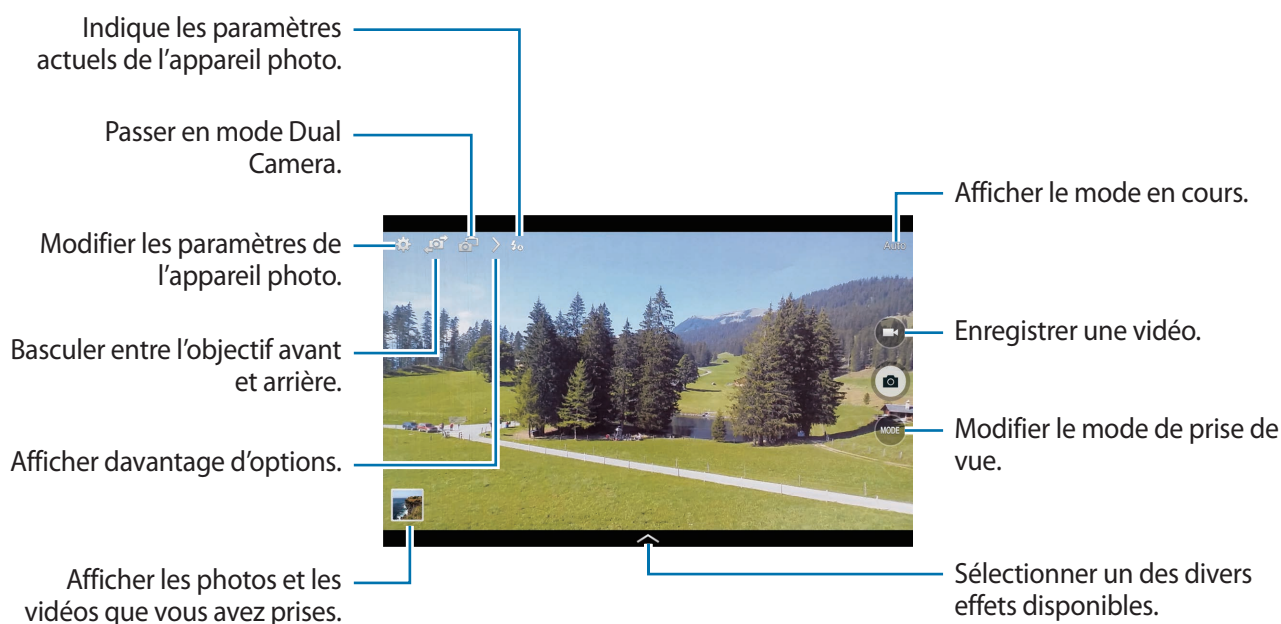 Indique les paramètres
actuels de l’appareil photo.
Passer en mode Dual
Camera.
Modifier les paramètres de
l’appareil photo.
Basculer entre l’objectif avant
et arrière.
Afficher davantage d’options.
Afficher les photos et les
vidéos que vous avez prises.
Auto
MODE
Afficher le mode en cours.
Enregistrer une vidéo.
Modifier le mode de prise de
vue.
Sélectionner un des divers
effets disponibles.